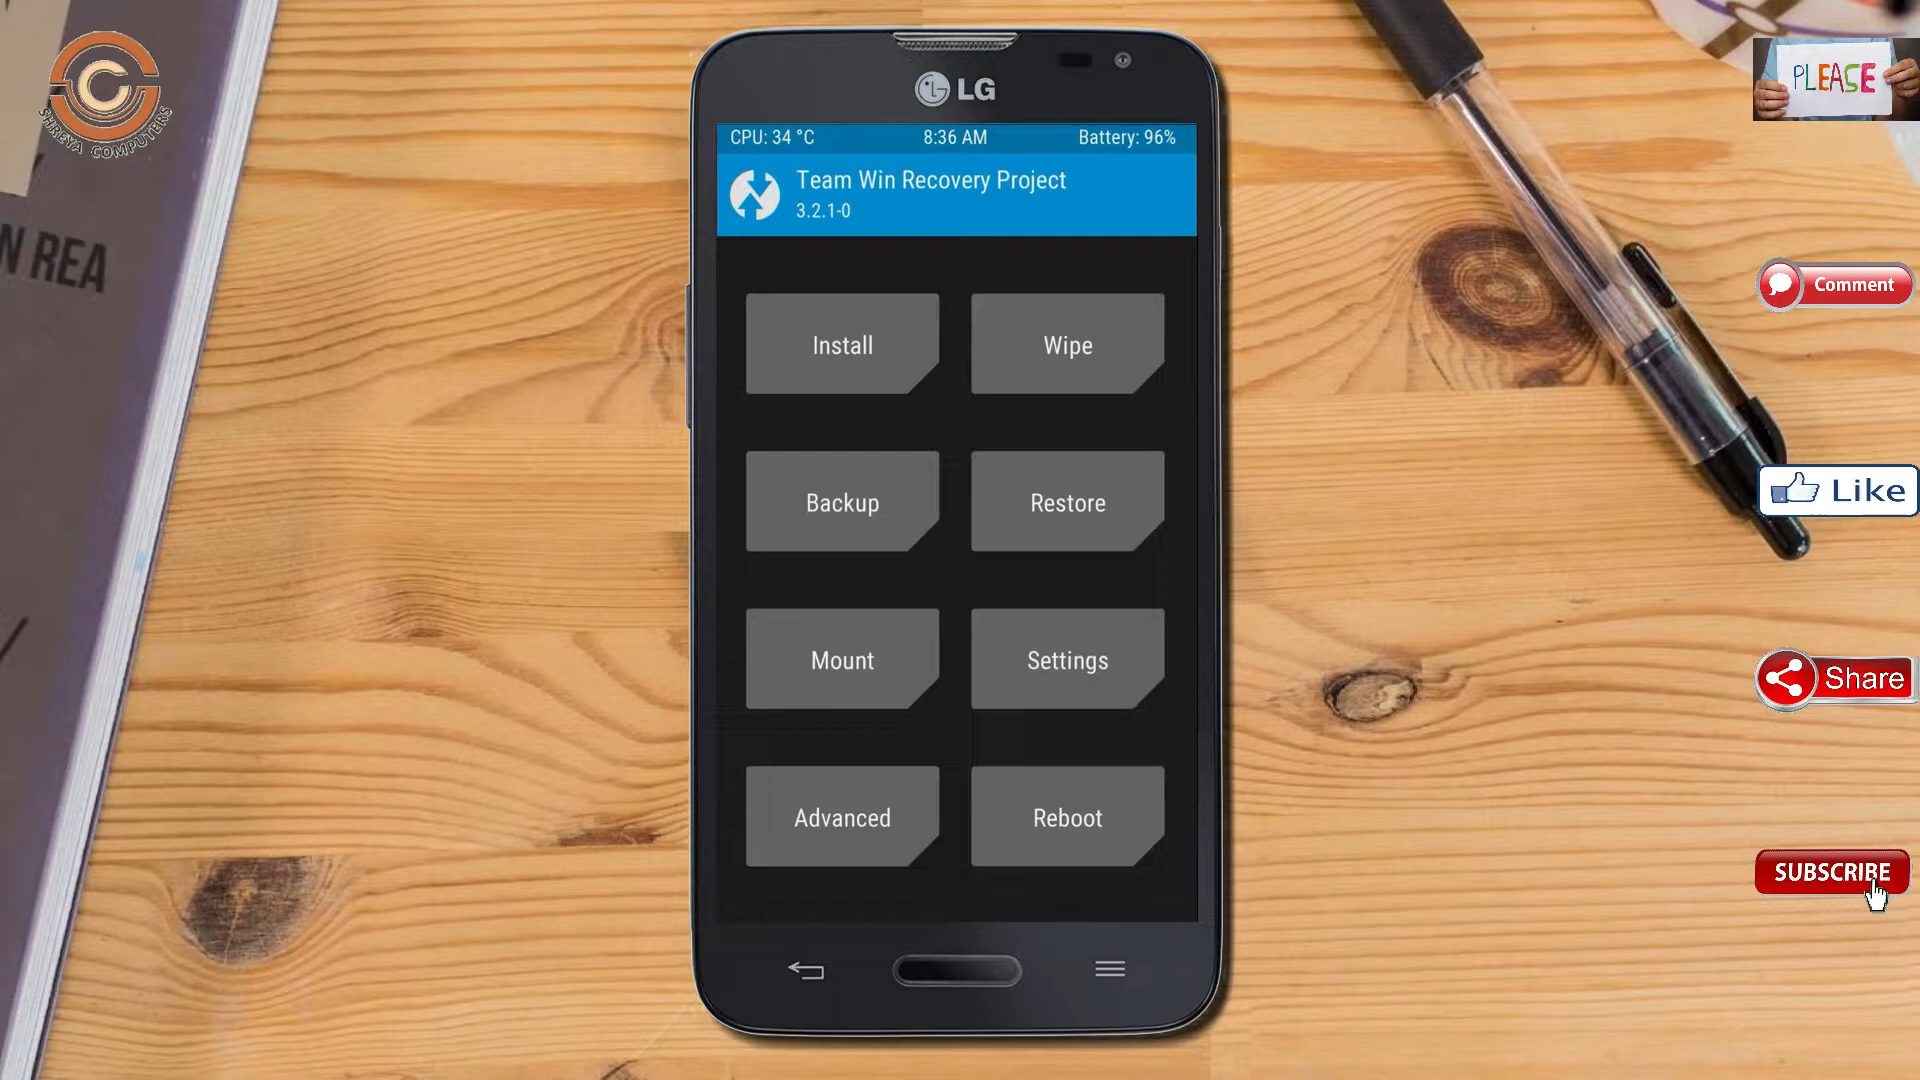 SHREYA COMPUTERS
N REA
LG
CPU: 34 °C
8:36 AM
Battery: 96%
Team Win Recovery Project
3.2.1-0
Install
Wipe
Backup
Restore
Mount
Settings
Advanced
Reboot
PLEASE
Comment
Like
Share
SUBSCRIBE